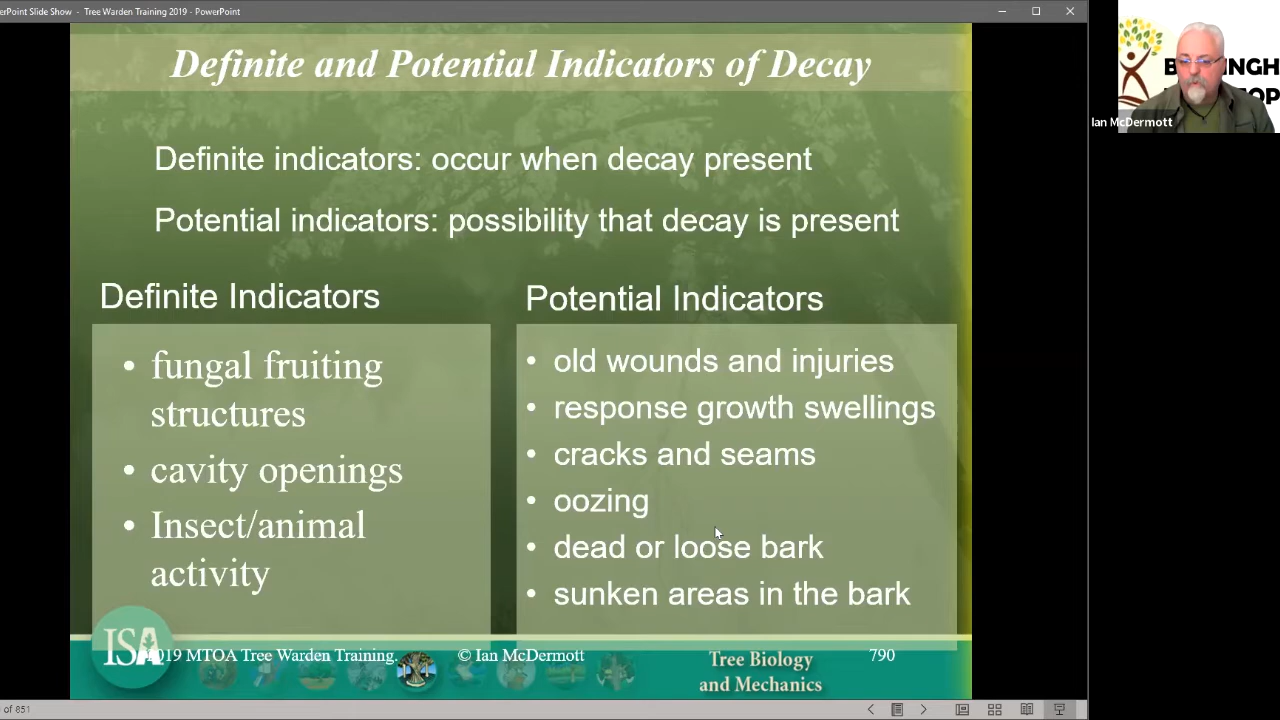 PowerPoint Slide Show - Tree Warden Training 2019 - PowerPoint
Definite and Potential Indicators of Decay
Definite indicators: occur when decay present
Potential indicators: possibility that decay is present
Definite Indicators
• fungal fruiting
structures
• cavity openings
• Insect/animal
activity
Potential Indicators
• old wounds and injuries
• response growth swellings
• cracks and seams
• oozing
• dead or loose bark
• sunken areas in the bark
ISA
2019 MTOA Tree Warden Training.
© Ian McDermott
Tree Biology
and Mechanics
790
of 851
Ian McDermott